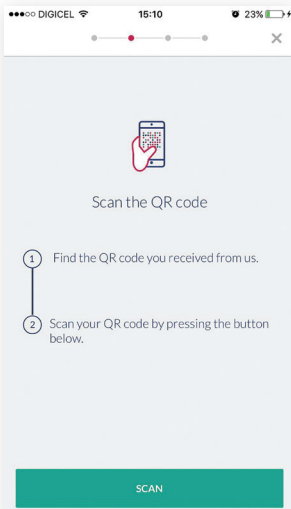 DIGICEL 15:10 23%
Scan the QR code
1 Find the QR code you received from us.
2 Scan your QR code by pressing the button
below.
SCAN